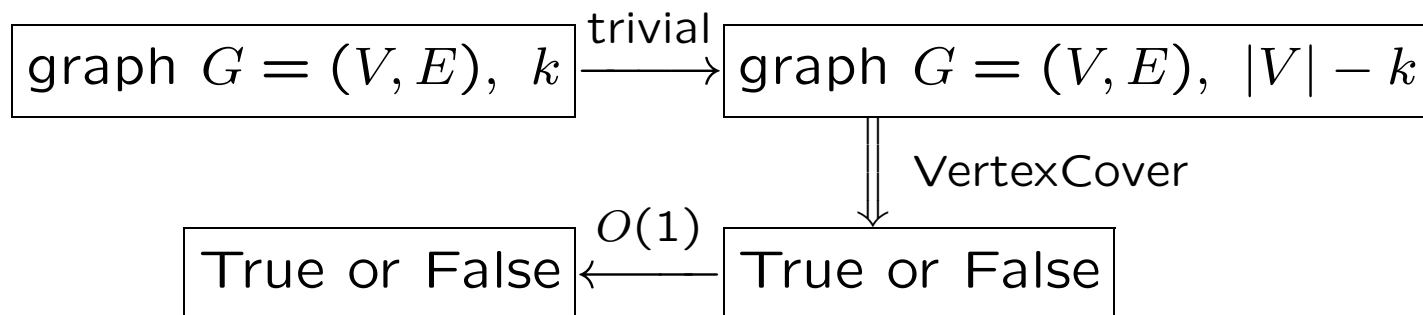 trivial
graph G = (V, E), k
graph G = (V, E), |V| − k
VertexCover
O(1)
True or False
True or False